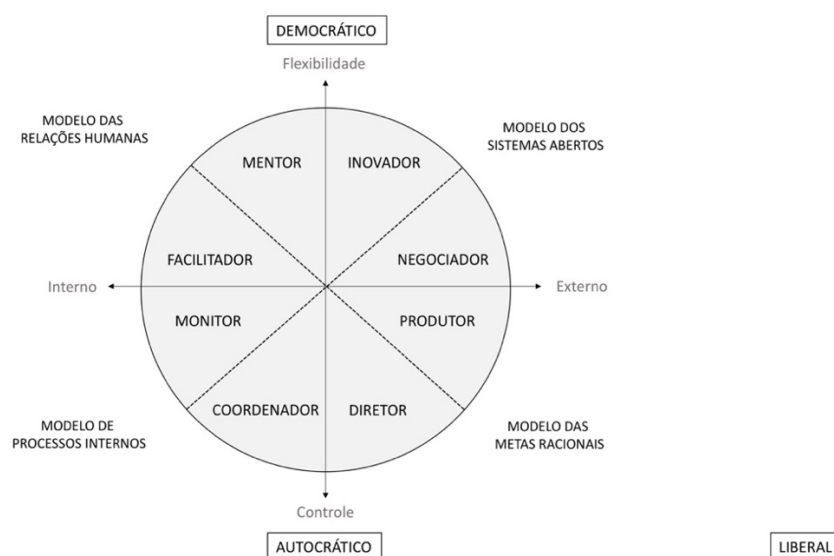 DEMOCRÁTICO
Flexibilidade
MODELO DAS
RELAÇÕES HUMANAS
MODELO DOS
SISTEMAS ABERTOS
MENTOR
INOVADOR
FACILITADOR
NEGOCIADOR
Interno
Externo
MONITOR
PRODUTOR
COORDENADOR
DIRETOR
MODELO DE
PROCESSOS INTERNOS
MODELO DAS
METAS RACIONAIS
Controle
AUTOCRÁTICO
LIBERAL